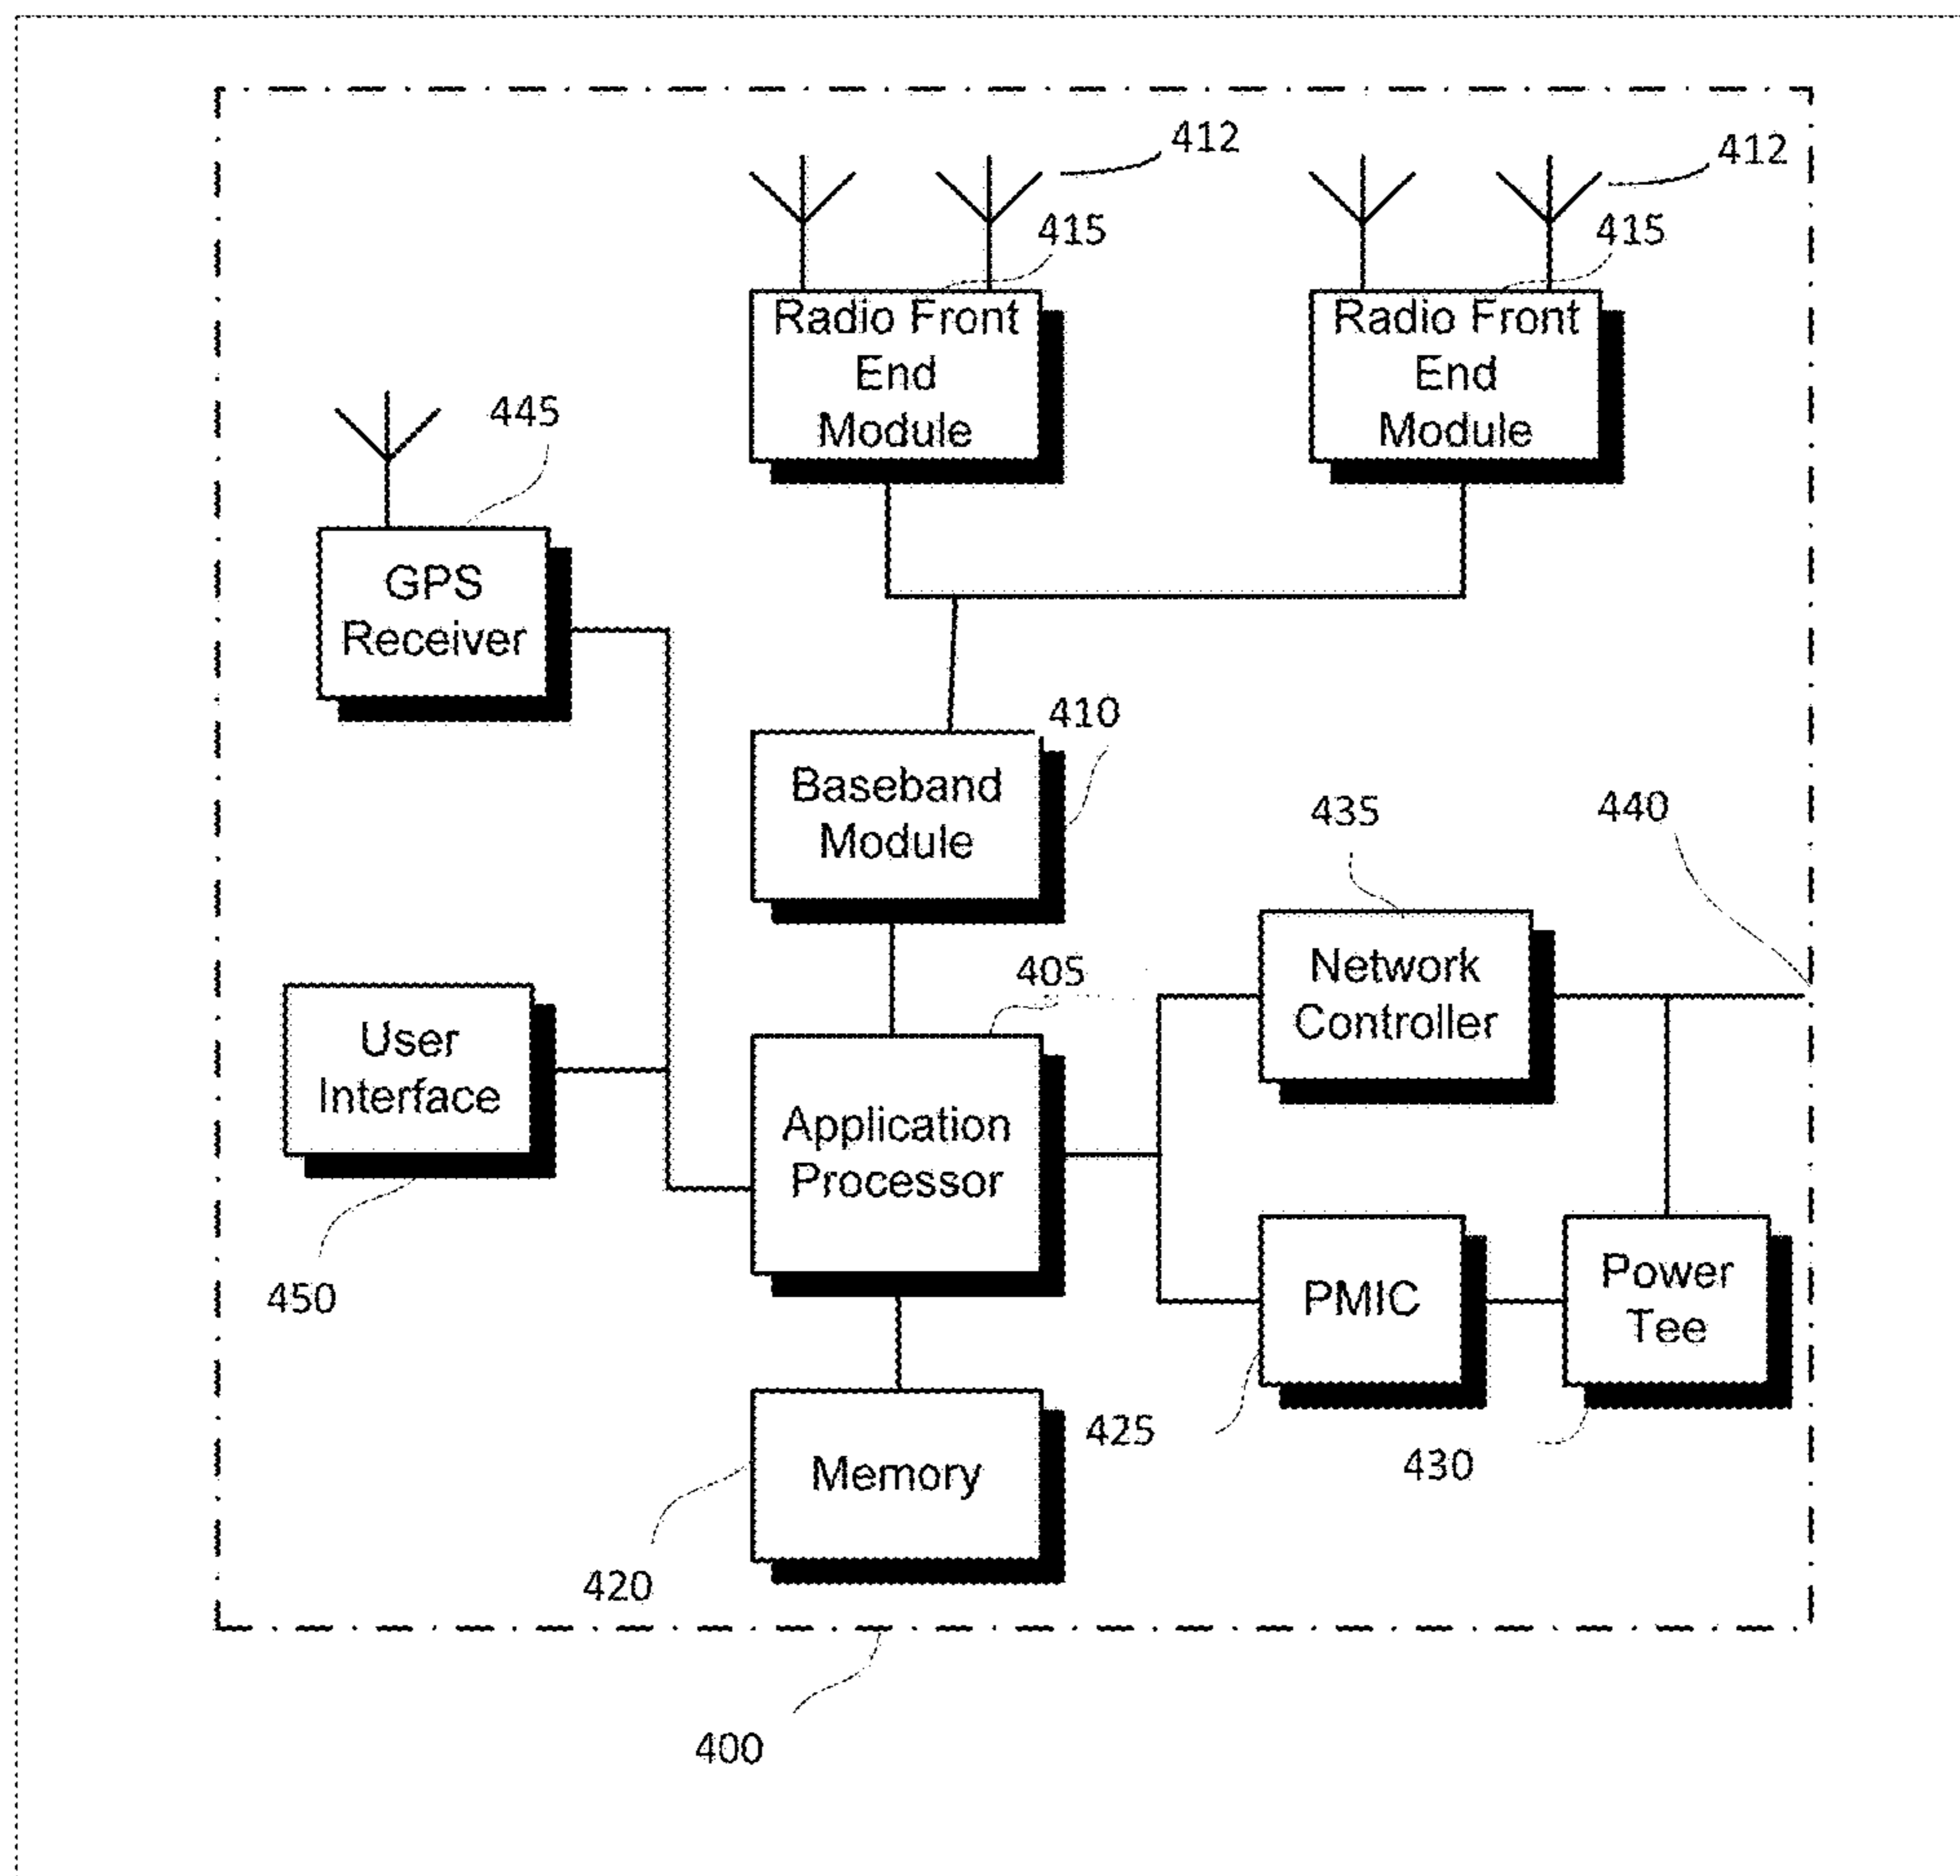 412
412
415
415
Radio Front
End
Module
Radio Front
End
Module
445
GPS
Receiver
410
Baseband
Module
435
440
405
Network
Controller
User
Interface
Application
Processor
450
PMIC
Power
Tee
425
430
Memory
420
400